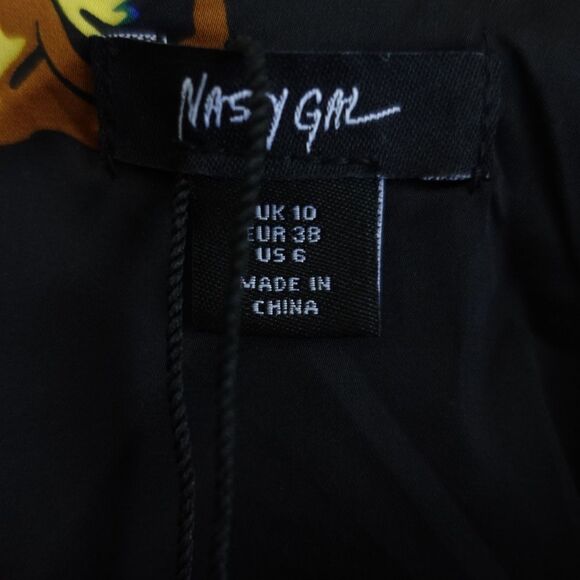 NASTY GAL
UK 10
EUR 38
US 6
MADE IN
CHINA